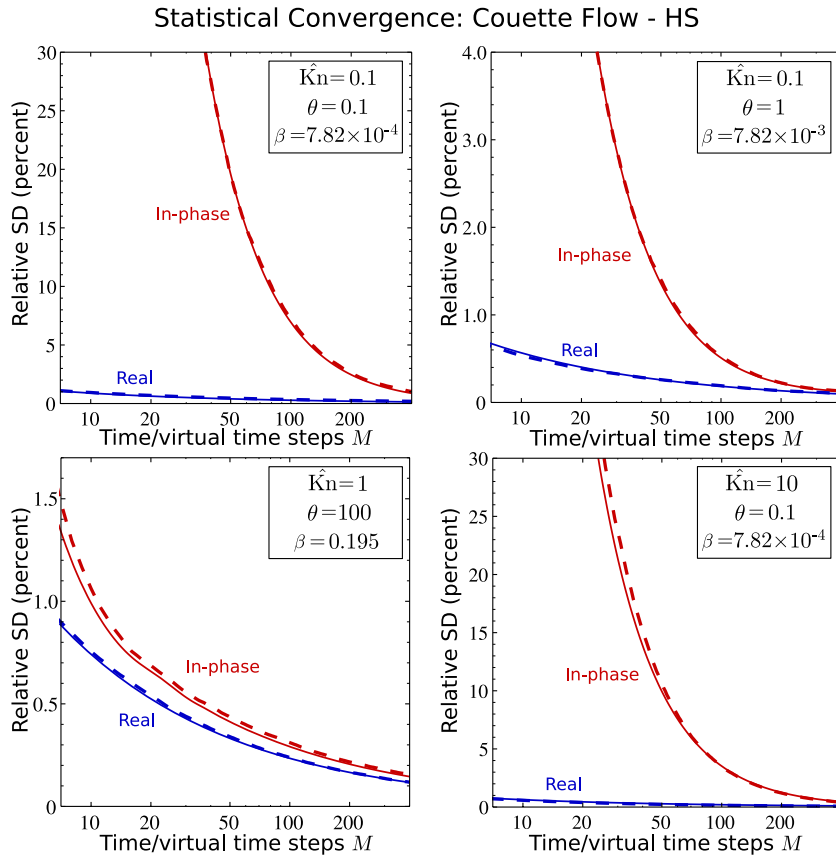 Statistical Convergence: Couette Flow - HS
Relative SD (percent)
30
25
20
15
10
5
0
K̂n=0.1
θ=0.1
β=7.82×10⁻⁴
In-phase
Real
10 20 50 100 200
Time/virtual time steps M
Relative SD (percent)
4.0
3.0
2.0
1.0
0.0
K̂n=0.1
θ=1
β=7.82×10⁻³
In-phase
Real
10 20 50 100 200
Time/virtual time steps M
Relative SD (percent)
1.5
1.0
0.5
0
K̂n=1
θ=100
β=0.195
In-phase
Real
10 20 50 100 200
Time/virtual time steps M
Relative SD (percent)
30
25
20
15
10
5
0
K̂n=10
θ=0.1
β=7.82×10⁻⁴
In-phase
Real
10 20 50 100 200
Time/virtual time steps M